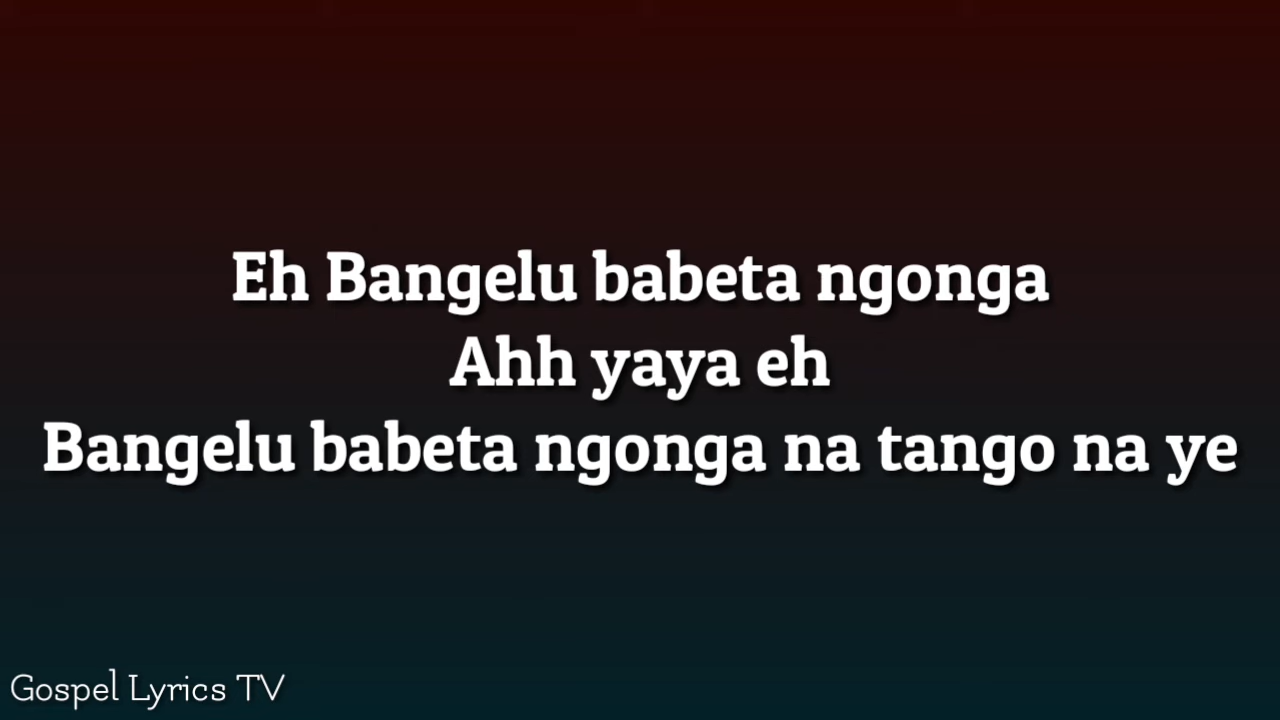 Eh Bangelu babeta ngonga
Ahh yaya eh
Bangelu babeta ngonga na tango na ye
Gospel Lyrics TV